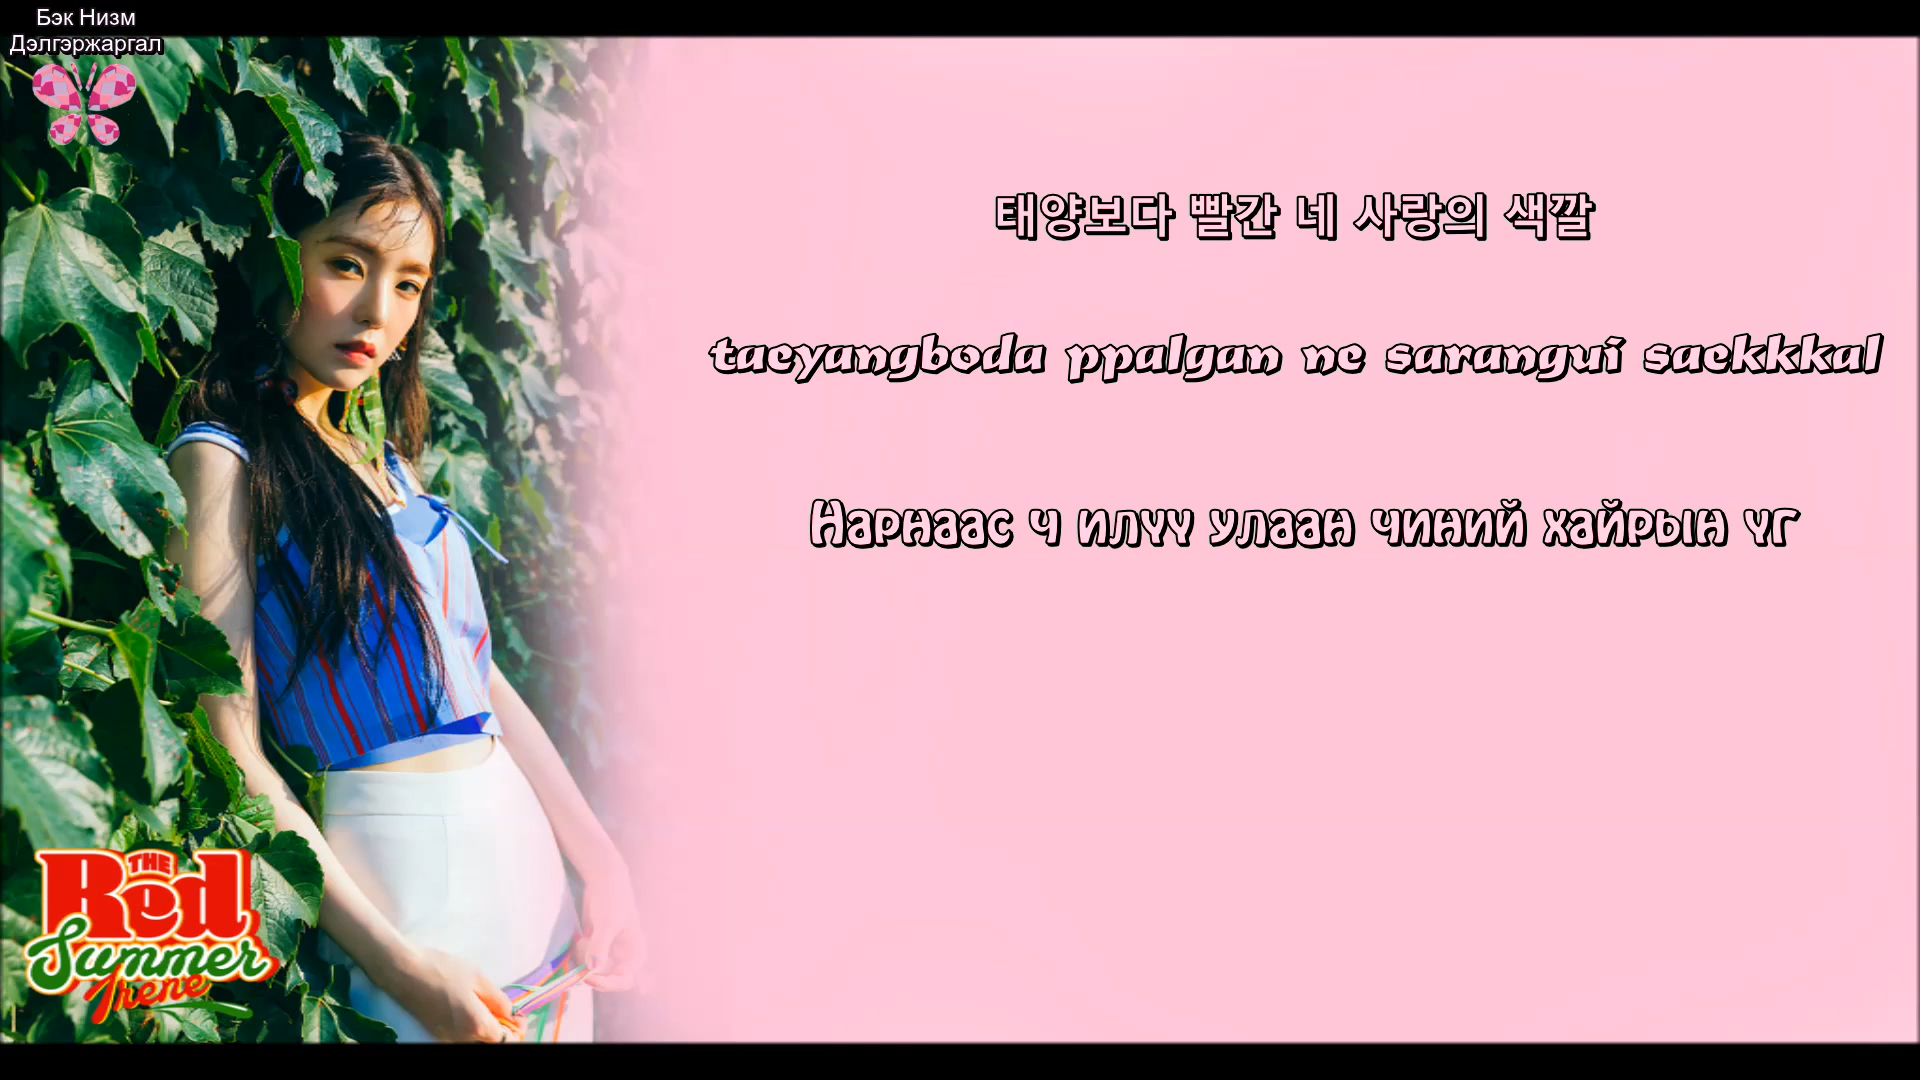 Бэк Низм
Дэлгэржаргал
태양보다 빨간 네 사랑의 색깔
taeyangboda ppalgan ne saranguĩ saekkkal
Нарнаас ч илүү улаан чиний хайрын үг
THE
Red
Summer
Irene